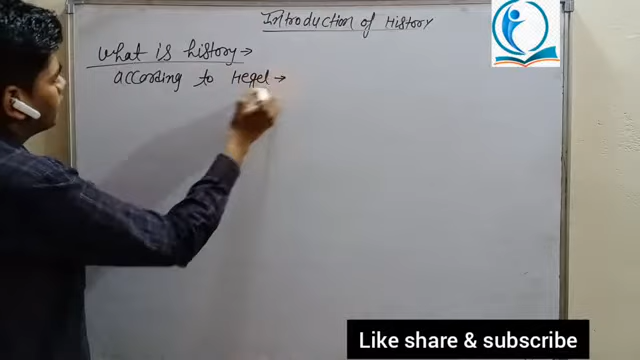 Introduction of History
What is history →
according to Hegel →
Like share & subscribe